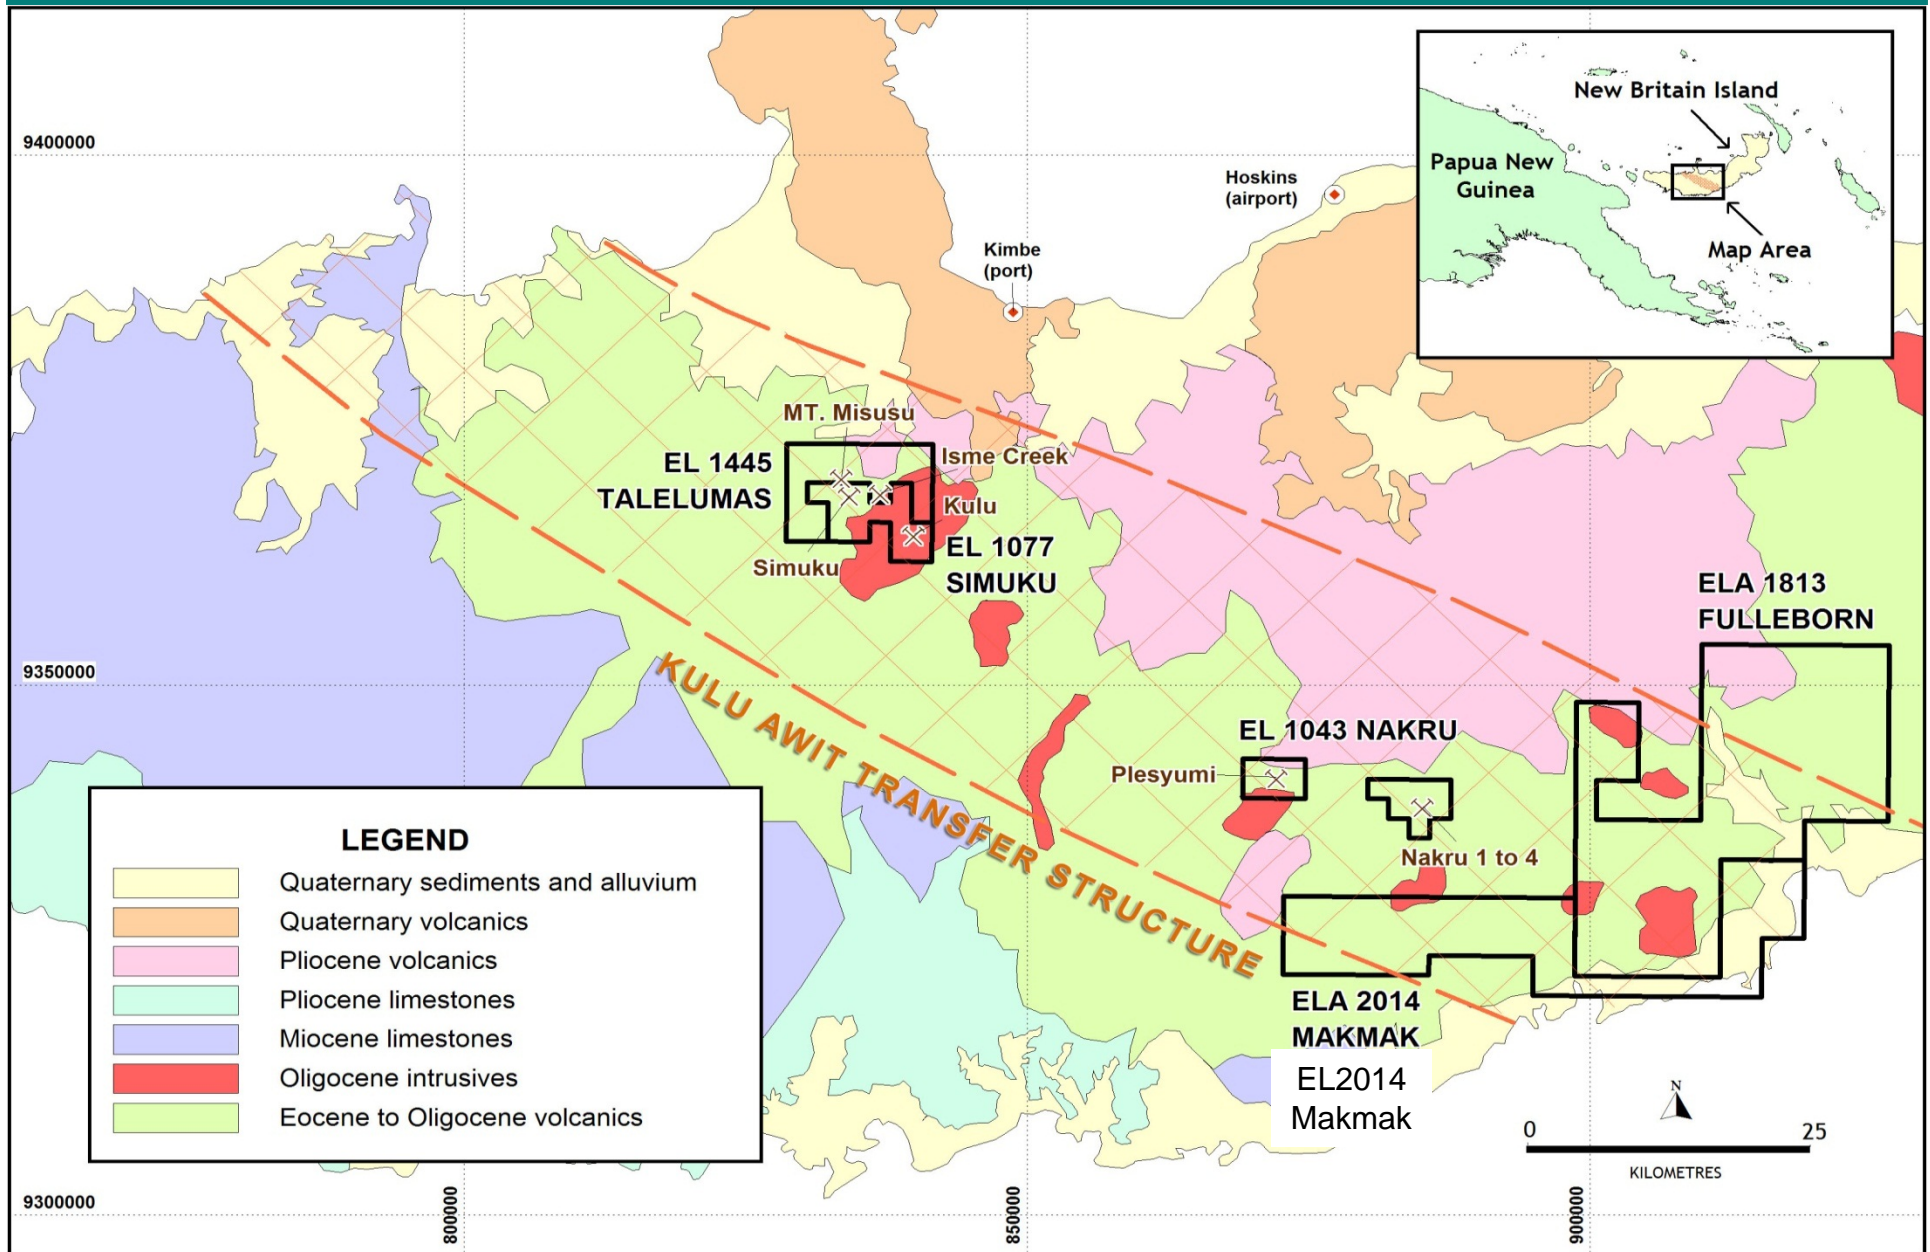 9400000
9350000
9300000
800000
850000
900000
New Britain Island
Papua New
Guinea
Map Area
Hoskins
(airport)
Kimbe
(port)
MT. Misusu
Isme Creek
EL 1445
TALELUMAS
Kulu
Simuku
EL 1077
SIMUKU
ELA 1813
FULLEBORN
KULU AWIT TRANSFER STRUCTURE
EL 1043 NAKRU
Plesyumi
Nakru 1 to 4
ELA 2014
MAKMAK
EL2014
Makmak
LEGEND
Quaternary sediments and alluvium
Quaternary volcanics
Pliocene volcanics
Pliocene limestones
Miocene limestones
Oligocene intrusives
Eocene to Oligocene volcanics
N
0 25
KILOMETRES